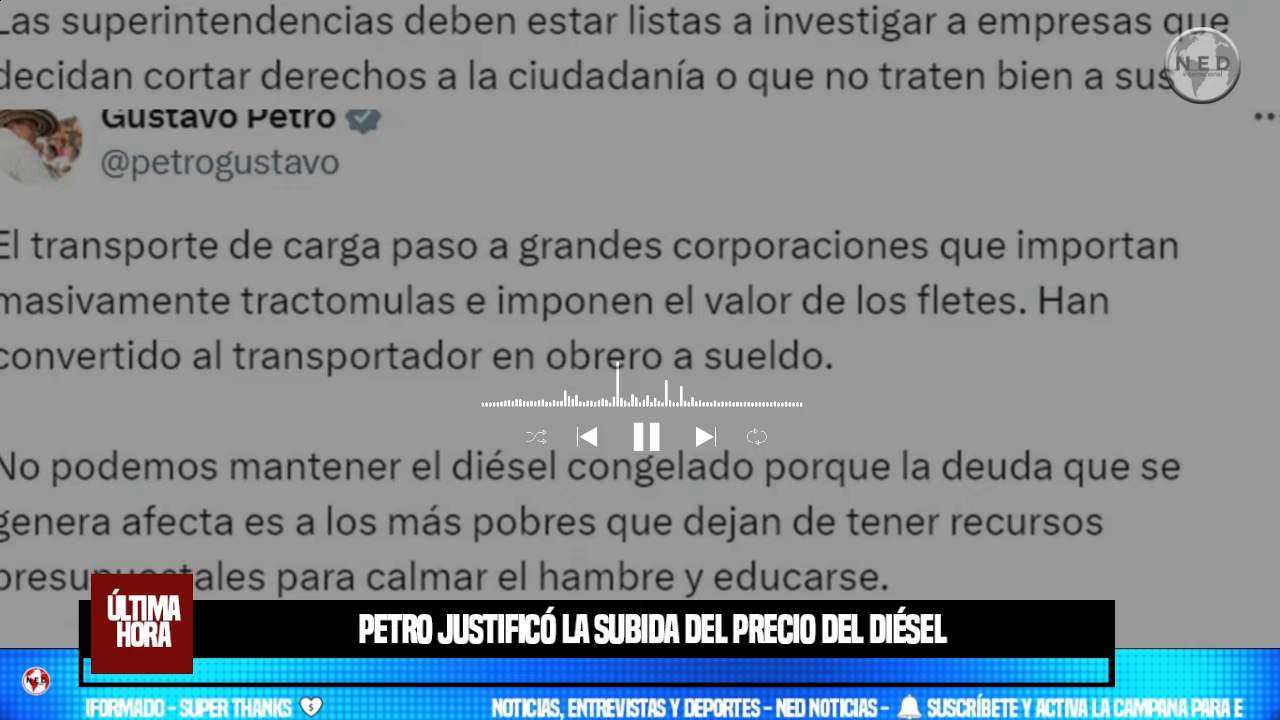 Las superintendencias deben estar listas a investigar a empresas que
decidan cortar derechos a la ciudadanía o que no traten bien a sus
NED
international
Gustavo Petro
@petrogustavo
El transporte de carga paso a grandes corporaciones que importan
masivamente tractomulas e imponen el valor de los fletes. Han
convertido al transportador en obrero a sueldo.
No podemos mantener el diésel congelado porque la deuda que se
genera afecta es a los más pobres que dejan de tener recursos
presupuestales para calmar el hambre y educarse.
ÚLTIMA
HORA
PETRO JUSTIFICÓ LA SUBIDA DEL PRECIO DEL DIÉSEL
NED
IFORMADO - SUPER THANKS
NOTICIAS, ENTREVISTAS Y DEPORTES - NED NOTICIAS -
SUSCRÍBETE Y ACTIVA LA CAMPANA PARA E